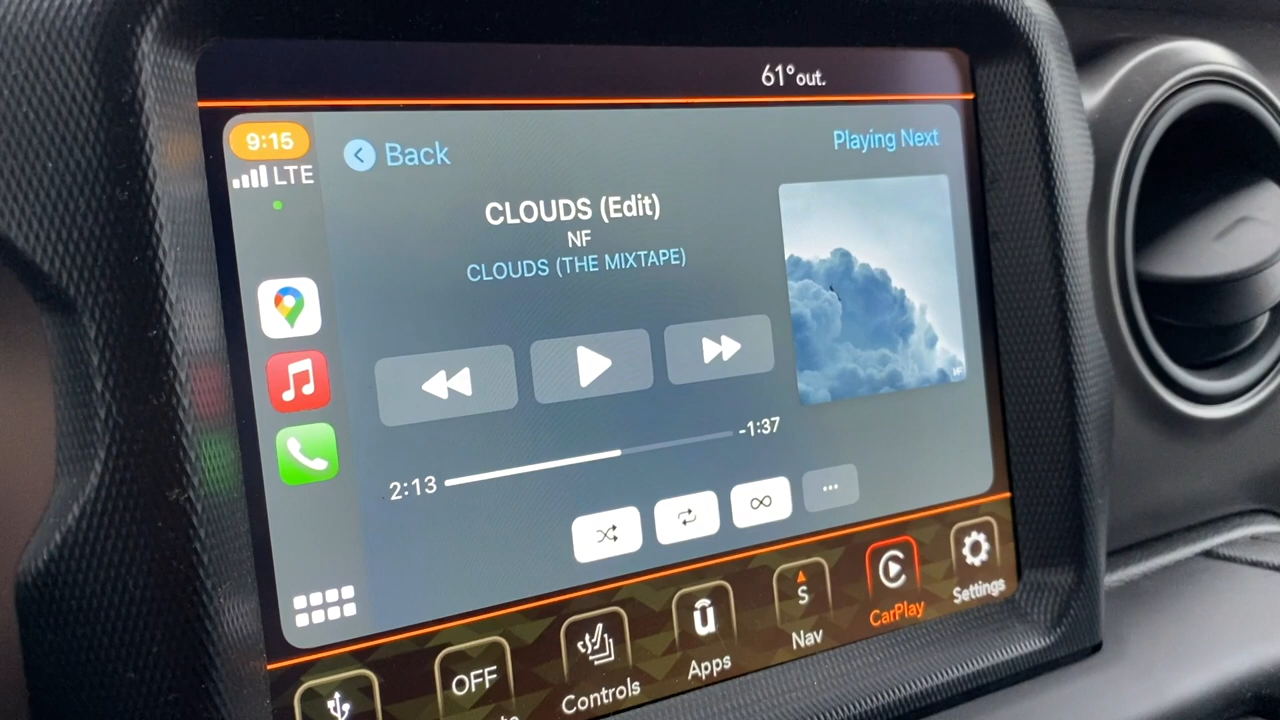 61° out.
9:15
LTE
Back
Playing Next
CLOUDS (Edit)
NF
CLOUDS (THE MIXTAPE)
NF
2:13
-1:37
OFF
Controls
Apps
S
Nav
CarPlay
Settings